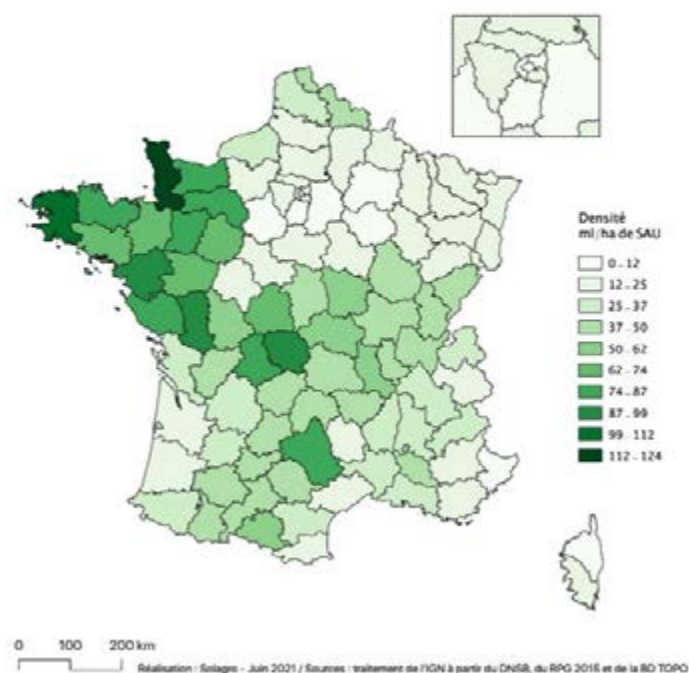 Densité
ml/ha de SAU
0 - 12
12 - 25
25 - 37
37 - 50
50 - 62
62 - 74
74 - 87
87 - 99
99 - 112
112 - 124
0 100 200 km
Réalisation : Solagro - Juin 2021 / Sources : traitement de l'IGN à partir du DNSB, du RPG 2015 et de la BD TOPO